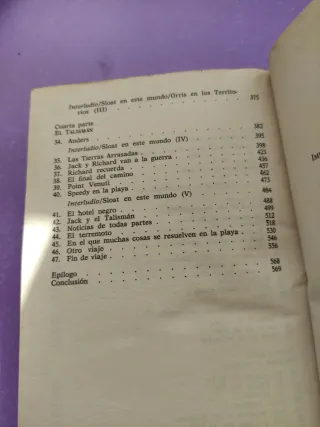 Interludio/Sloat en este mundo/Orris en los Territo-
rios (III) . . . . . . . . . . 375
Cuarta parte
EL TALISMÁN
34. Anders . . . . . . . . . . 382
Interludio/Sloat en este mundo (IV) . . . . 395
35. Las Tierras Arrasadas . . . . . . . 398
36. Jack y Richard van a la guerra . . . . . 425
37. Richard recuerda . . . . . . . . 436
38. El final del camino . . . . . . . . 457
39. Point Venuti . . . . . . . . . 462
40. Speedy en la playa . . . . . . . . 473
Interludio/Sloat en este mundo (V) . . . . 484
41. El hotel negro . . . . . . . . . 488
42. Jack y el Talismán . . . . . . . . 499
43. Noticias de todas partes . . . . . . . 512
44. El terremoto . . . . . . . . . 518
45. En el que muchas cosas se resuelven en la playa . 530
46. Otro viaje . . . . . . . . . . 546
47. Fin de viaje . . . . . . . . . 556
Epílogo . . . . . . . . . . . 568
Conclusión . . . . . . . . . . 569